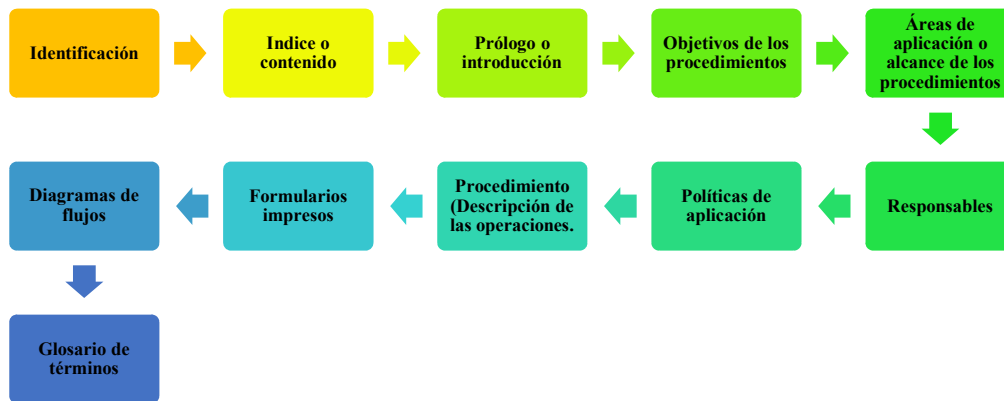 Identificación
Indice o
contenido
Prólogo o
introducción
Objetivos de los
procedimientos
Áreas de
aplicación o
alcance de los
procedimientos
Responsables
Políticas de
aplicación
Procedimiento
(Descripción de
las operaciones.
Formularios
impresos
Diagramas de
flujos
Glosario de
términos